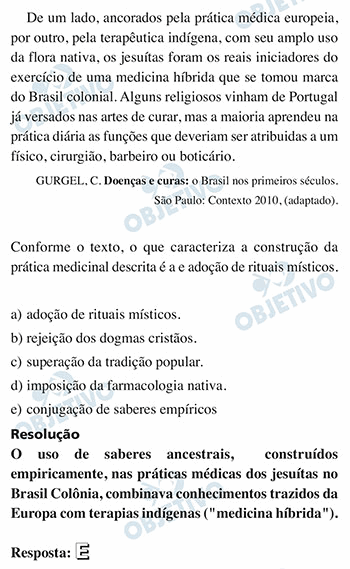 De um lado, ancorados pela prática médica europeia,
por outro, pela terapêutica indígena, com seu amplo uso
da flora nativa, os jesuítas foram os reais iniciadores do
exercício de uma medicina híbrida que se tomou marca
do Brasil colonial. Alguns religiosos vinham de Portugal
já versados nas artes de curar, mas a maioria aprendeu na
prática diária as funções que deveriam ser atribuidas a um
físico, cirurgião, barbeiro ou boticário.
GURGEL, C. Doenças e curas: o Brasil nos primeiros séculos.
São Paulo: Contexto 2010, (adaptado).
Conforme o texto, o que caracteriza a construção da
prática medicinal descrita é a e adoção de rituais místicos.
a) adoção de rituais místicos.
b) rejeição dos dogmas cristãos.
c) superação da tradição popular.
d) imposição da farmacologia nativa.
e) conjugação de saberes empíricos
Resolução
O uso de saberes ancestrais, construídos
empiricamente, nas práticas médicas dos jesuítas no
Brasil Colônia, combinava conhecimentos trazidos da
Europa com terapias indígenas ("medicina híbrida").
Resposta: E
OBJETIVO
OBJETIVO
OBJETIVO
OBJETIVO
OBJETIVO
OBJETIVO